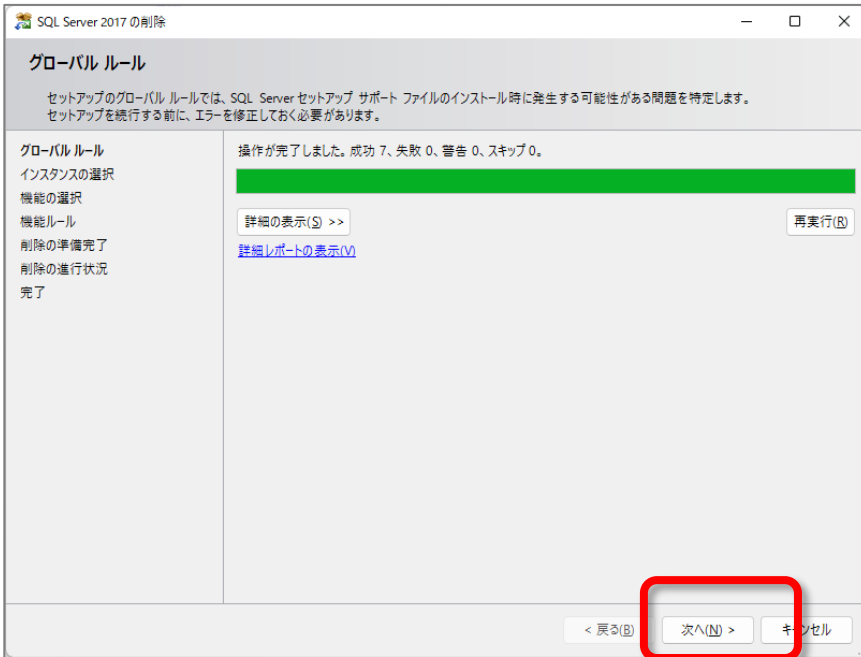 SQL Server 2017 の削除
グローバル ルール
セットアップのグローバル ルールでは、SQL Server セットアップ サポート ファイルのインストール時に発生する可能性がある問題を特定します。
セットアップを続行する前に、エラーを修正しておく必要があります。
グローバル ルール
インスタンスの選択
機能の選択
機能ルール
削除の準備完了
削除の進行状況
完了
操作が完了しました。成功 7、失敗 0、警告 0、スキップ 0。
詳細の表示(S) >>
再実行(R)
詳細レポートの表示(V)
< 戻る(B)
次へ(N) >
キャンセル